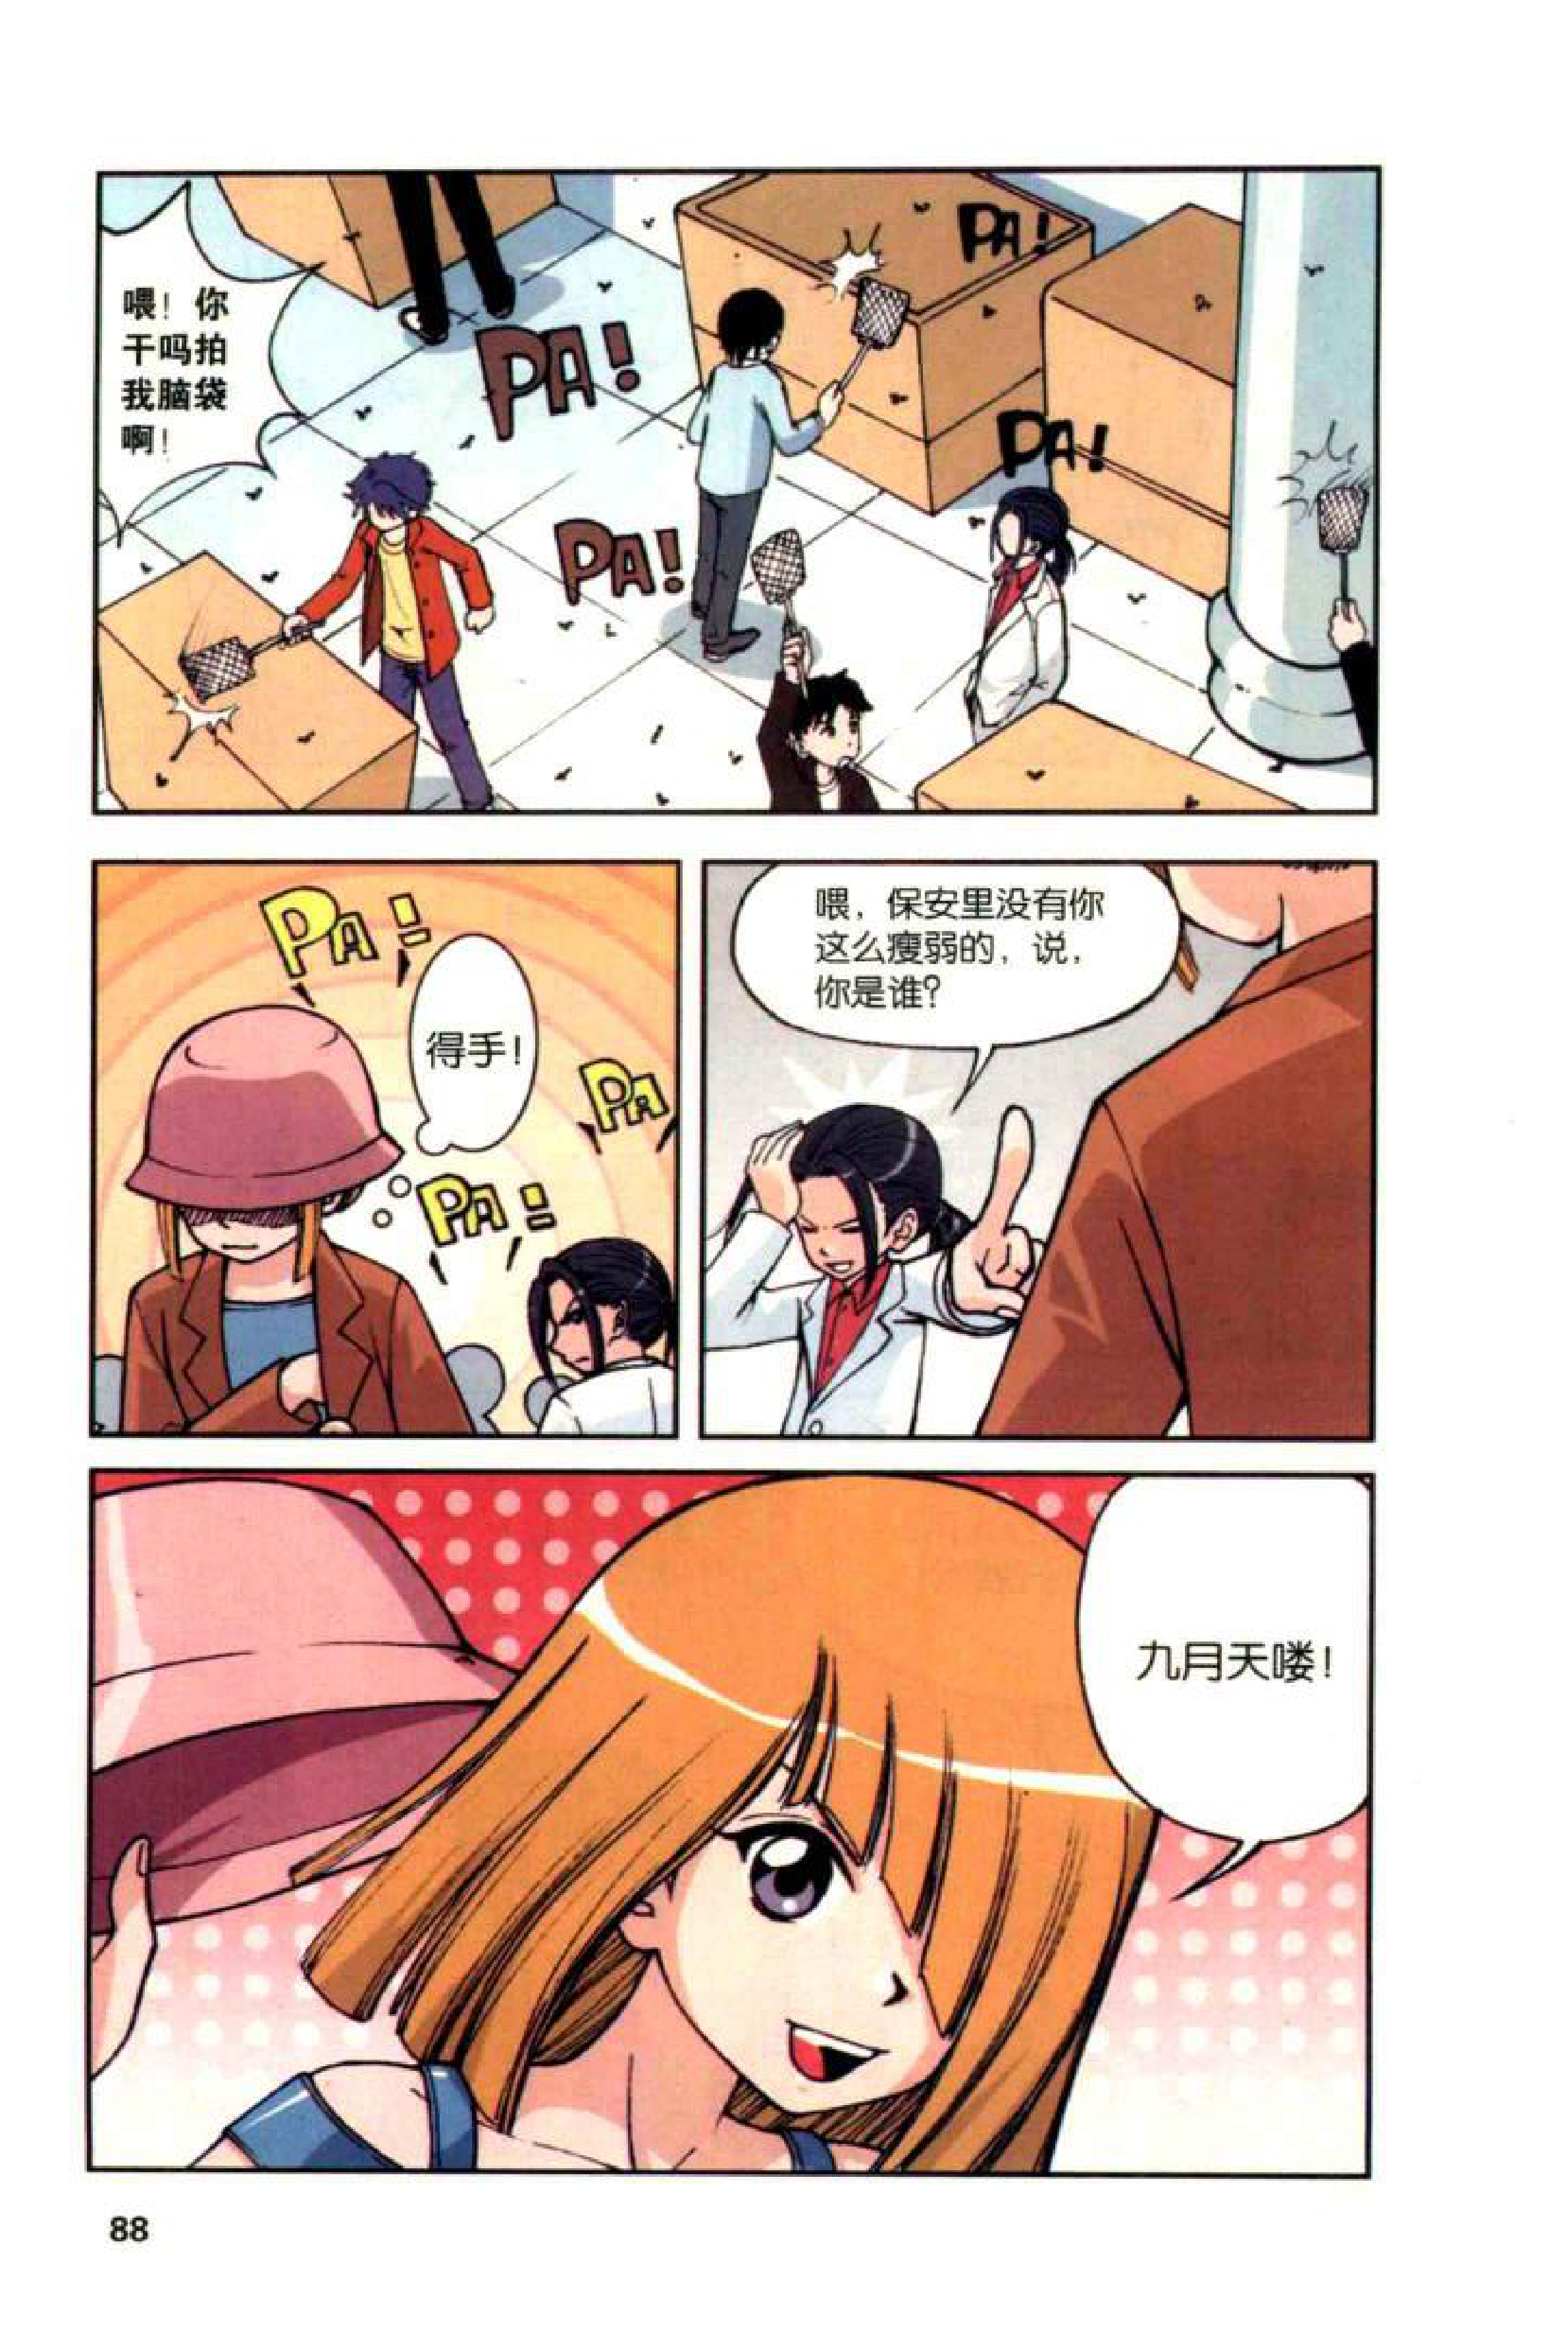 喂！你
干吗拍
我脑袋
啊！
PA!
PA!
PA!
PA!
PA!
得手！
PA
PA!
喂，保安里没有你
这么瘦弱的，说，
你是谁？
九月天喽！
88